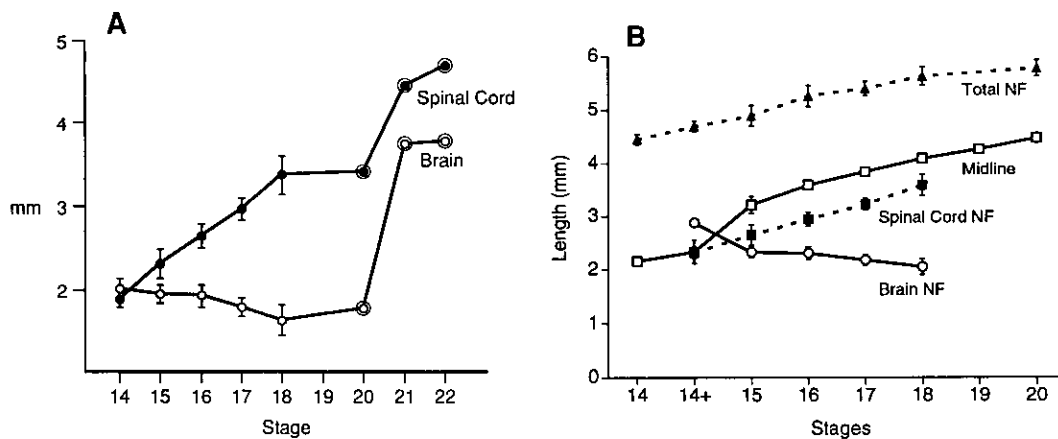 A
5
4
mm
3
2
Spinal Cord
Brain
14 15 16 17 18 19 20 21 22
Stage
B
6
5
4
3
2
1
0
Length (mm)
Total NF
Midline
Spinal Cord NF
Brain NF
14 14+ 15 16 17 18 19 20
Stages